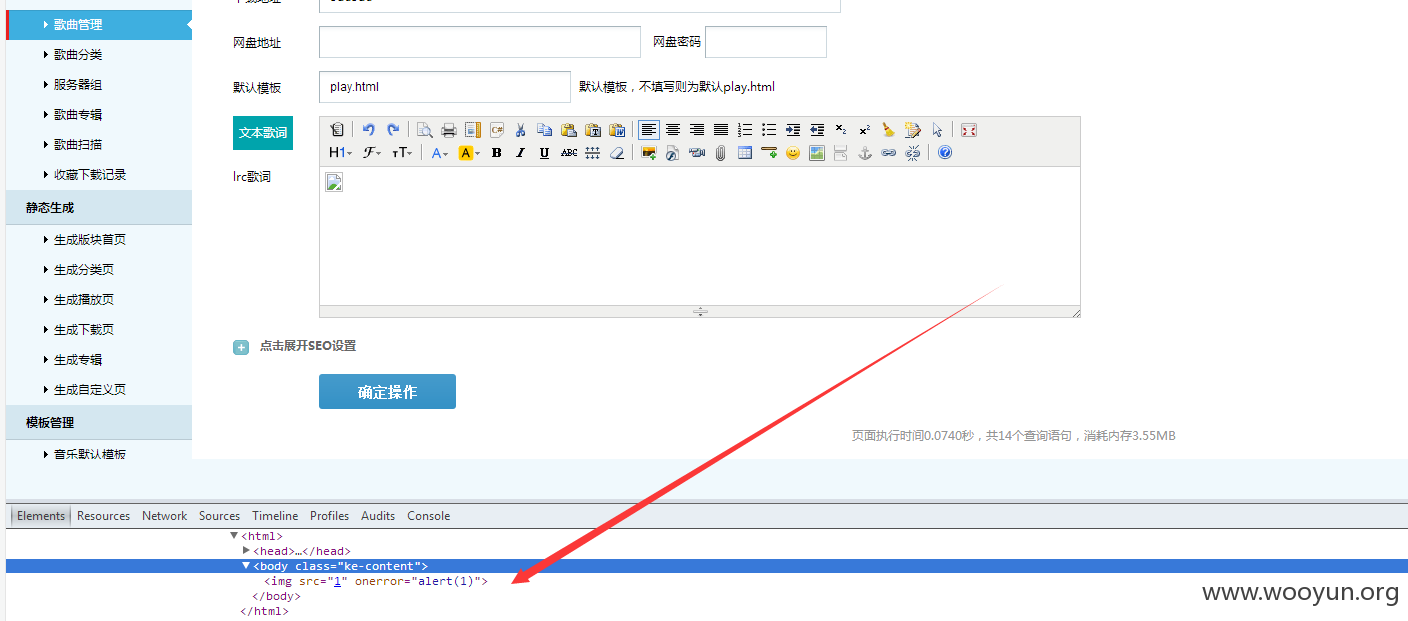 歌曲管理
歌曲分类
服务器组
歌曲专辑
歌曲扫描
收藏下载记录
静态生成
生成版块首页
生成分类页
生成播放页
生成下载页
生成专辑
生成自定义页
模板管理
音乐默认模板
网盘地址
网盘密码
默认模板
play.html
默认模板，不填写则为默认play.html
文本歌词
lrc歌词
点击展开SEO设置
确定操作
页面执行时间0.0740秒，共14个查询语句，消耗内存3.55MB
Elements Resources Network Sources Timeline Profiles Audits Console
<html>
<head>…</head>
<body class="ke-content">
<img src="1" onerror="alert(1)">
</body>
</html>
www.wooyun.org